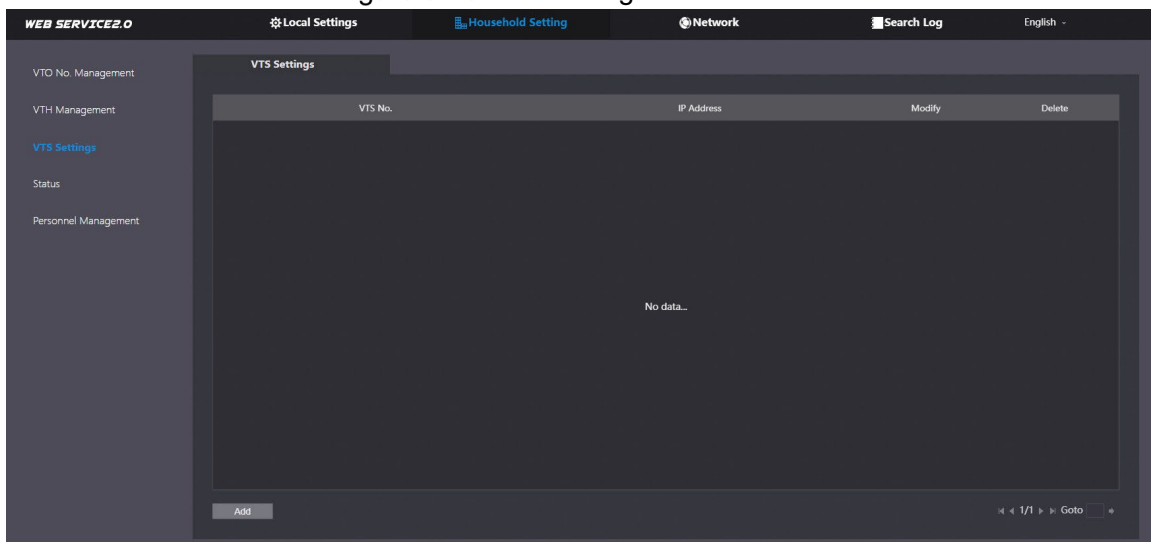 WEB SERVICE2.0 Local Settings Household Setting Network Search Log English
VTO No. Management
VTH Management
VTS Settings
Status
Personnel Management
VTS Settings
VTS No. IP Address Modify Delete
No data...
Add 1/1 Goto